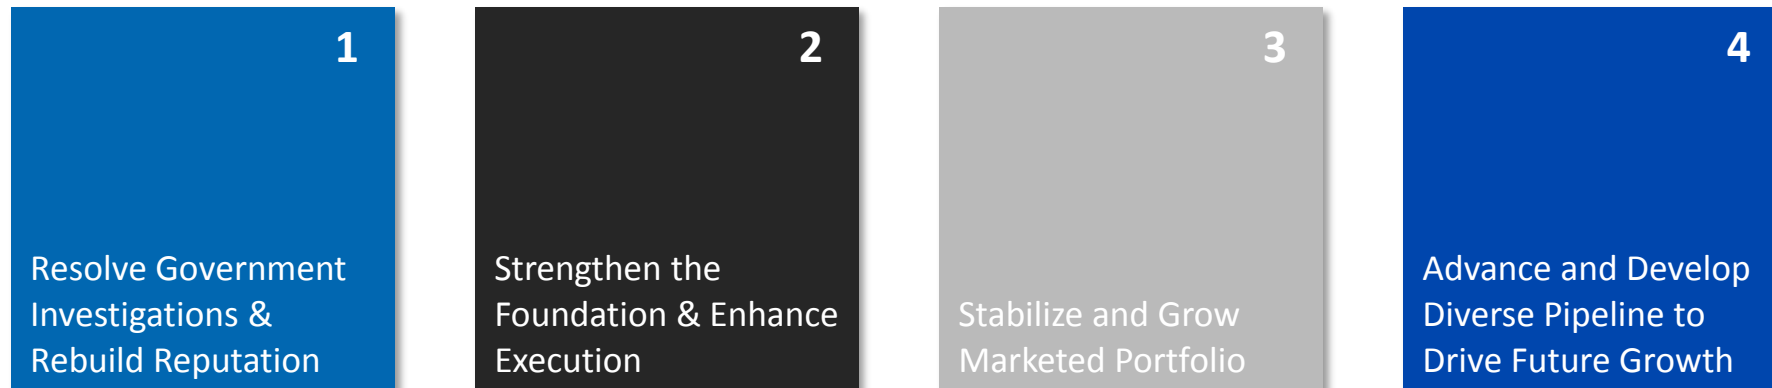 1
Resolve Government
Investigations &
Rebuild Reputation
2
Strengthen the
Foundation & Enhance
Execution
3
Stabilize and Grow
Marketed Portfolio
4
Advance and Develop
Diverse Pipeline to
Drive Future Growth